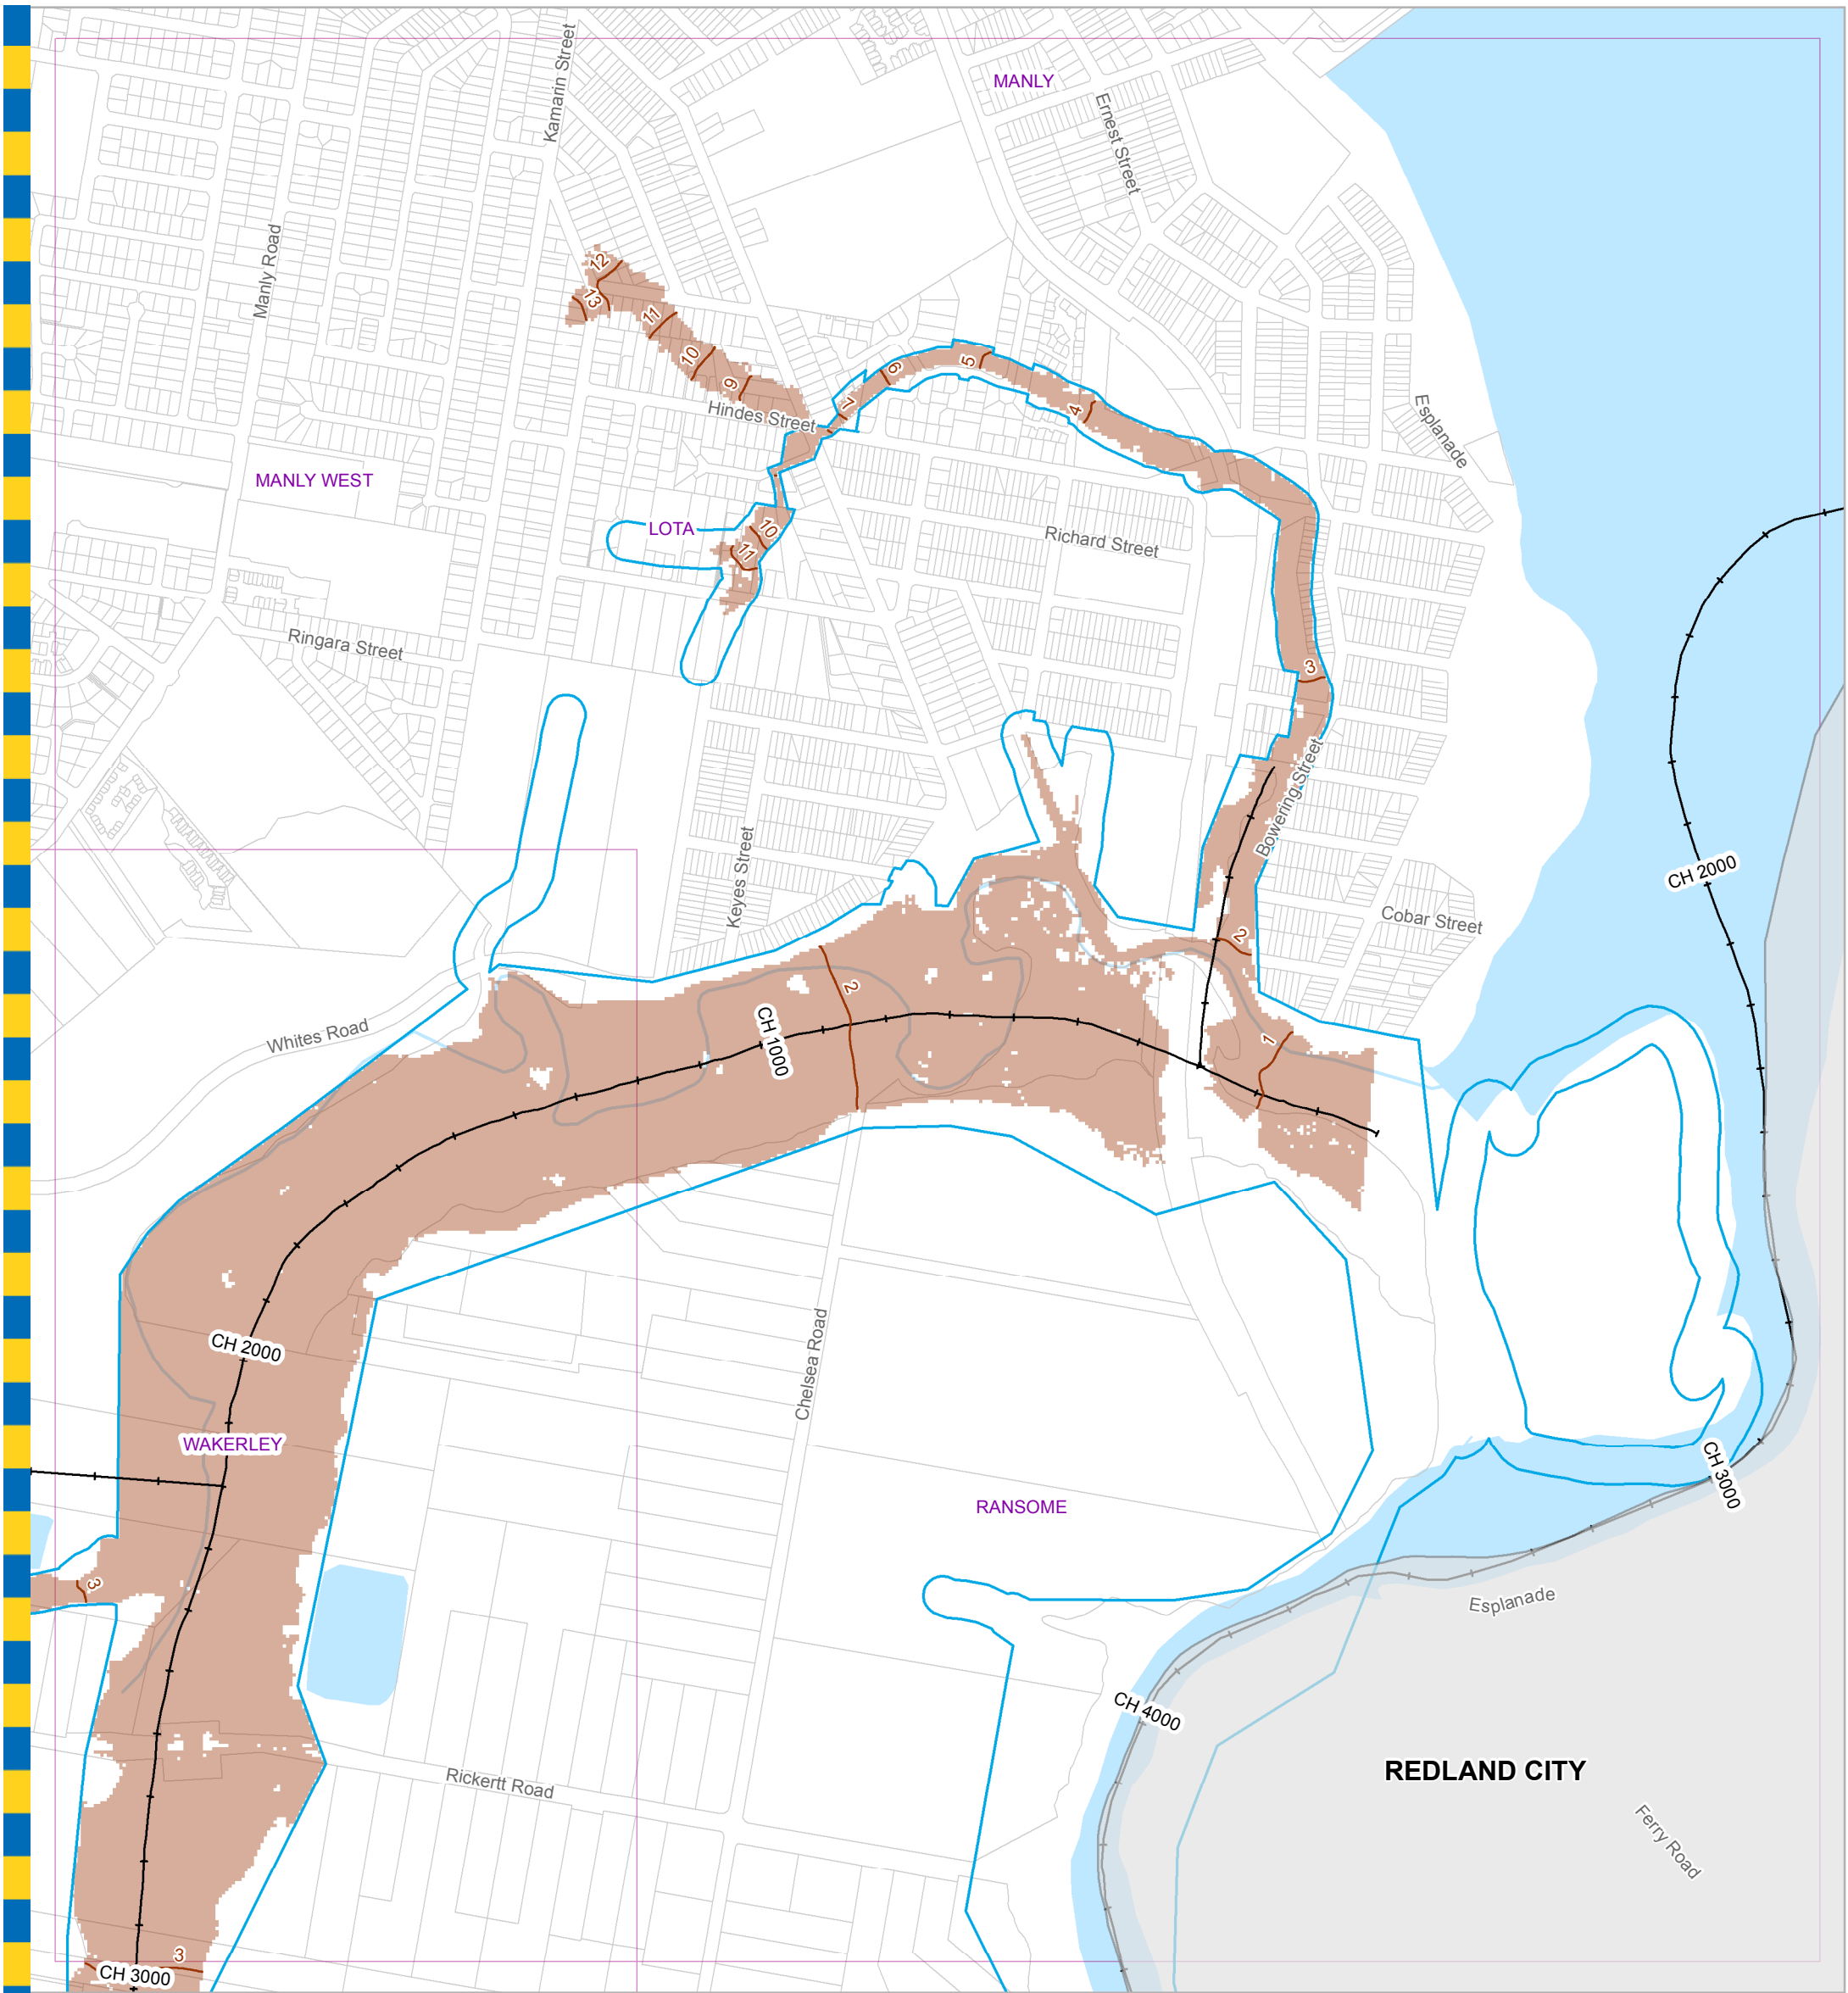 Kamarin Street
MANLY
Ernest Street
Manly Road
12
13
11
10
9
Hindes Street
7
6
5
4
Esplanade
MANLY WEST
LOTA
10
11
Richard Street
Ringara Street
3
Bowering Street
Keyes Street
CH 2000
Cobar Street
2
2
Whites Road
CH 1000
1
CH 2000
Chelsea Road
WAKERLEY
CH 3000
RANSOME
3
Esplanade
CH 4000
Rickertt Road
REDLAND CITY
Ferry Road
3
CH 3000